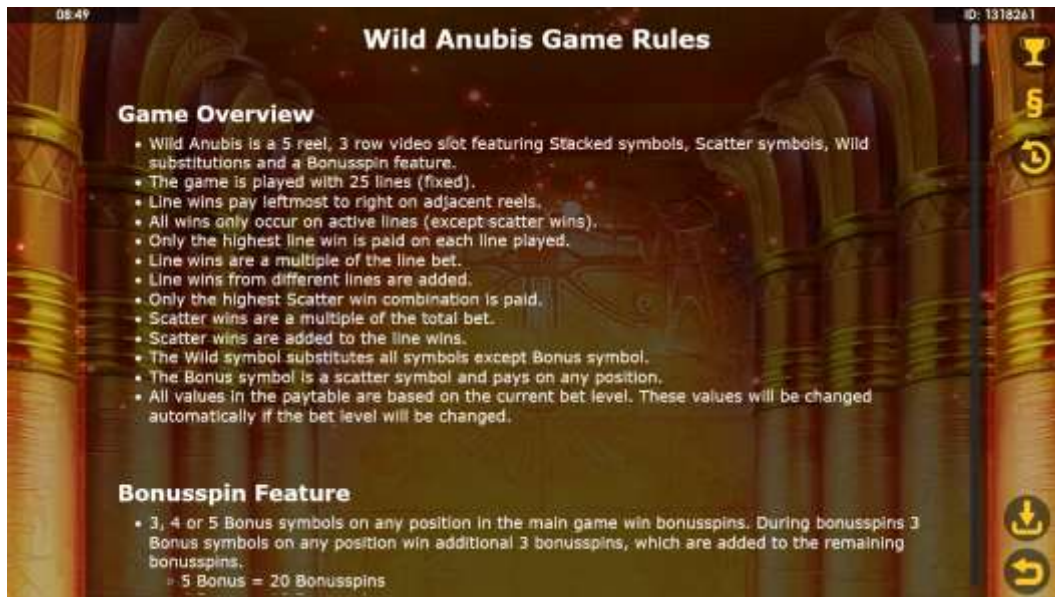 08:49
ID: 1318261
Wild Anubis Game Rules
§
Game Overview
• Wild Anubis is a 5 reel, 3 row video slot featuring Stacked symbols, Scatter symbols, Wild
substitutions and a Bonusspin feature.
• The game is played with 25 lines (fixed).
• Line wins pay leftmost to right on adjacent reels.
• All wins only occur on active lines (except scatter wins).
• Only the highest line win is paid on each line played.
• Line wins are a multiple of the line bet.
• Line wins from different lines are added.
• Only the highest Scatter win combination is paid.
• Scatter wins are a multiple of the total bet.
• Scatter wins are added to the line wins.
• The Wild symbol substitutes all symbols except Bonus symbol.
• The Bonus symbol is a scatter symbol and pays on any position.
• All values in the paytable are based on the current bet level. These values will be changed
automatically if the bet level will be changed.
Bonusspin Feature
• 3, 4 or 5 Bonus symbols on any position in the main game win bonusspins. During bonusspins 3
Bonus symbols on any position win additional 3 bonusspins, which are added to the remaining
bonusspins.
◦ 5 Bonus = 20 Bonusspins